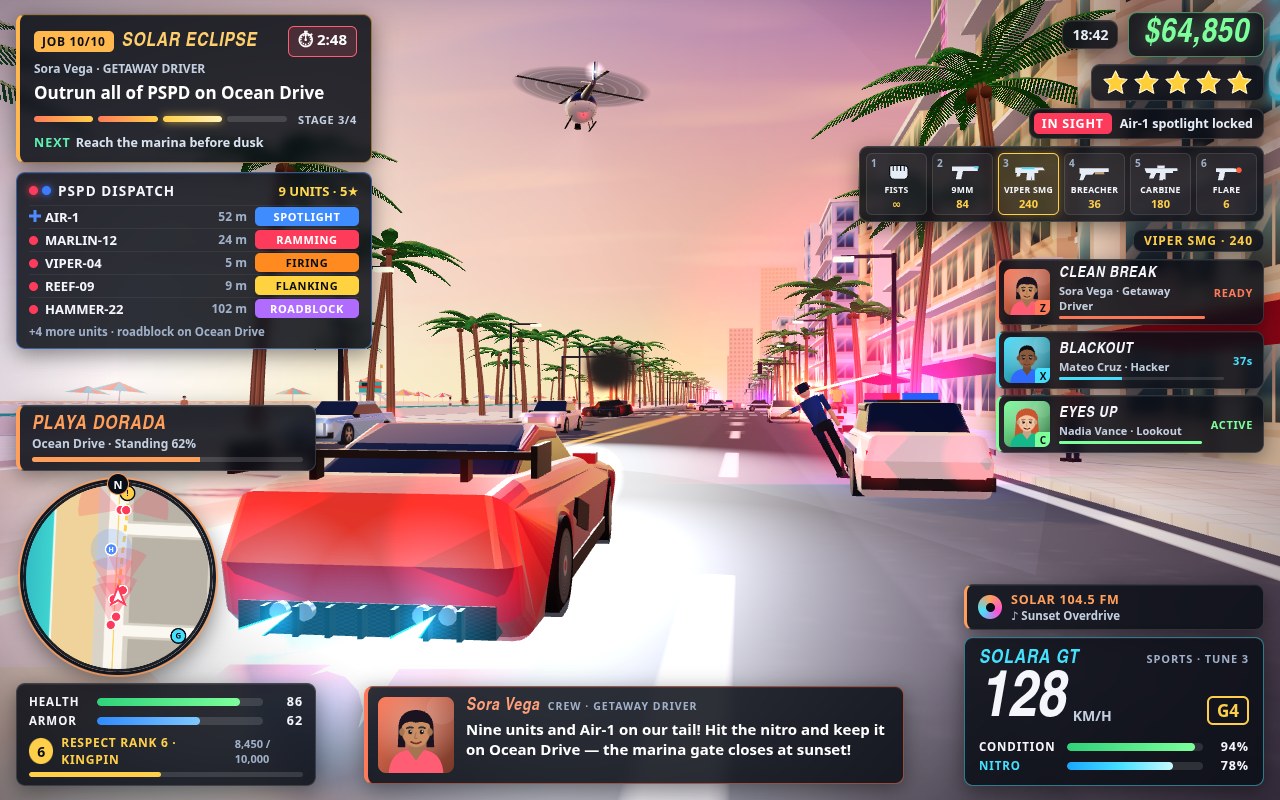 JOB 10/10 SOLAR ECLIPSE 2:48
Sora Vega · GETAWAY DRIVER
Outrun all of PSPD on Ocean Drive
STAGE 3/4
NEXT Reach the marina before dusk
PSPD DISPATCH 9 UNITS · 5★
AIR-1 52 m SPOTLIGHT
MARLIN-12 24 m RAMMING
VIPER-04 5 m FIRING
REEF-09 9 m FLANKING
HAMMER-22 102 m ROADBLOCK
+4 more units · roadblock on Ocean Drive
PLAYA DORADA
Ocean Drive · Standing 62%
N
!
H
G
HEALTH 86
ARMOR 62
6 RESPECT RANK 6 · KINGPIN 8,450 / 10,000
18:42 $64,850
IN SIGHT Air-1 spotlight locked
1 2 3 4 5 6
FISTS 9MM VIPER SMG BREACHER CARBINE FLARE
∞ 84 240 36 180 6
VIPER SMG · 240
CLEAN BREAK
Sora Vega · Getaway Driver
READY
Z
BLACKOUT
Mateo Cruz · Hacker
37s
X
EYES UP
Nadia Vance · Lookout
ACTIVE
C
SOLAR 104.5 FM
♪ Sunset Overdrive
SOLARA GT SPORTS · TUNE 3
128 KM/H G4
CONDITION 94%
NITRO 78%
Sora Vega CREW · GETAWAY DRIVER
Nine units and Air-1 on our tail! Hit the nitro and keep it
on Ocean Drive — the marina gate closes at sunset!